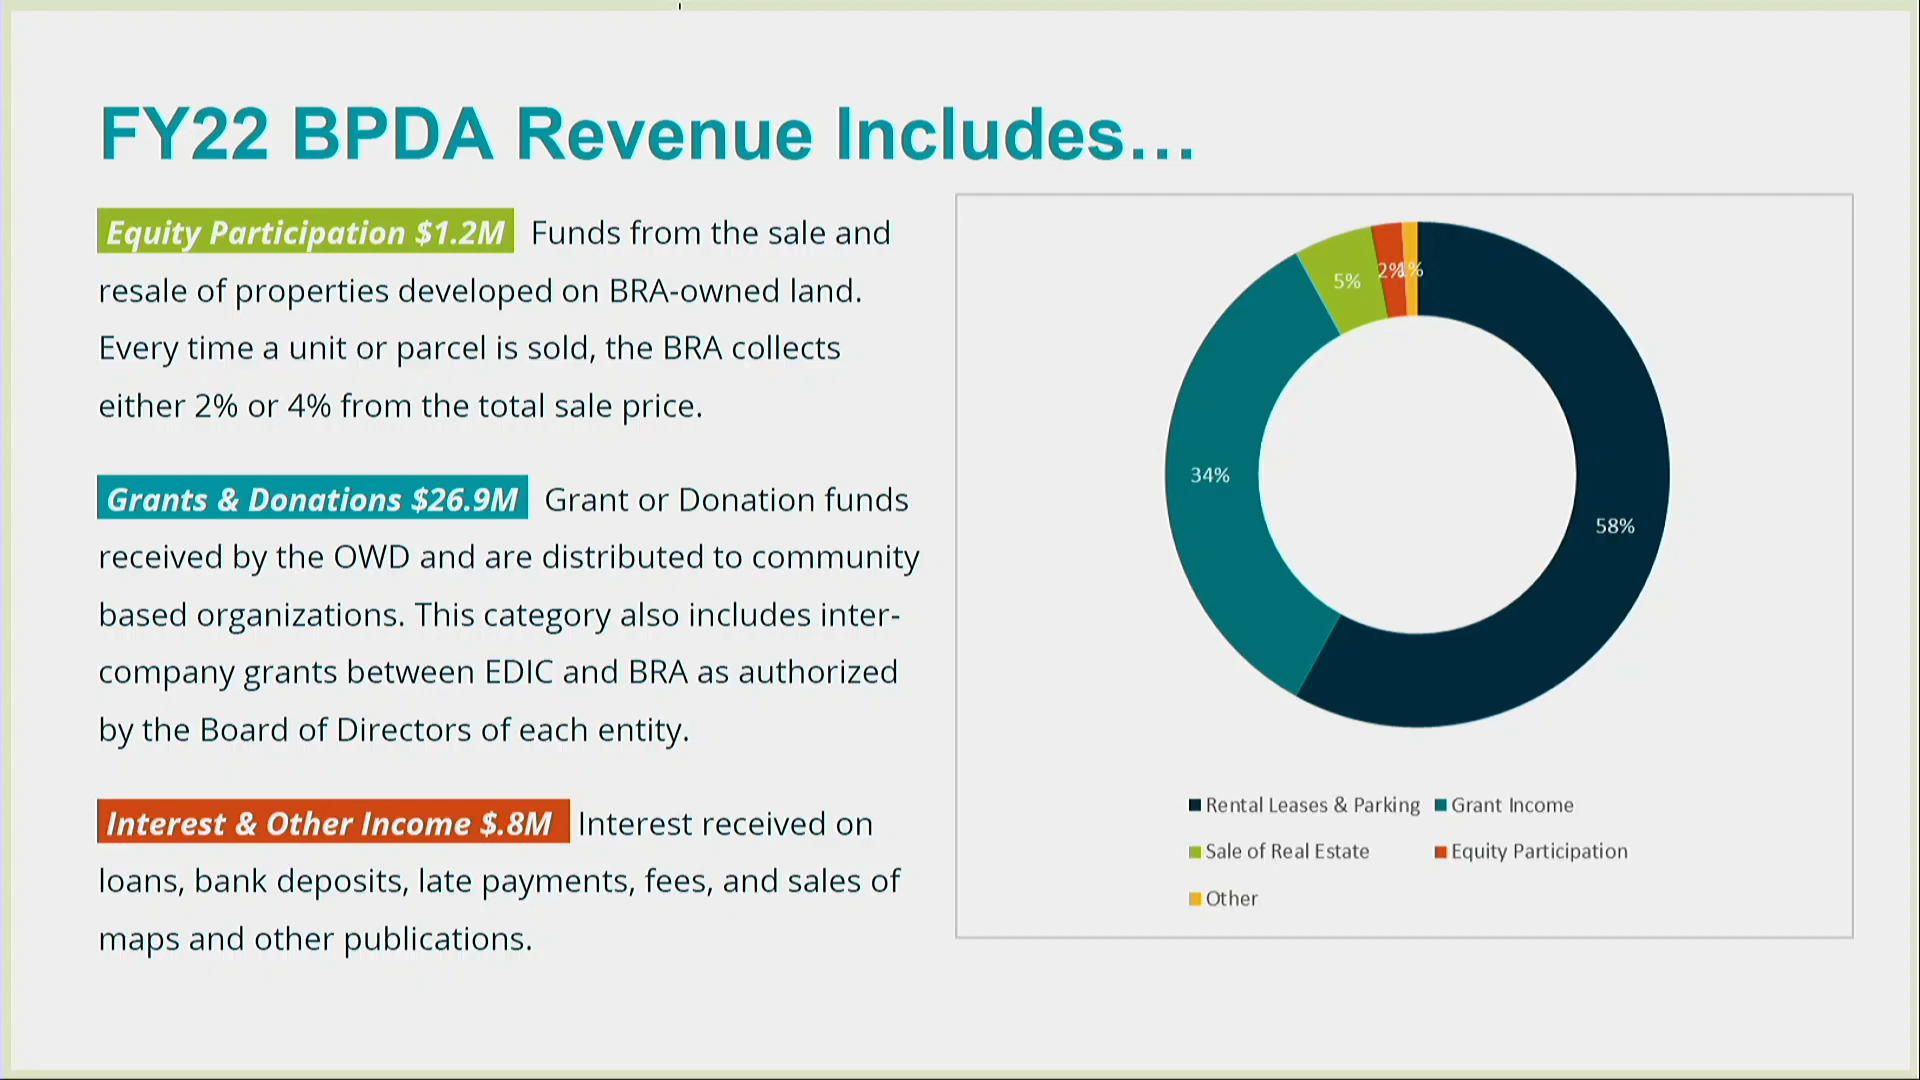 FY22 BPDA Revenue Includes…
Equity Participation $1.2M Funds from the sale and
resale of properties developed on BRA-owned land.
Every time a unit or parcel is sold, the BRA collects
either 2% or 4% from the total sale price.
Grants & Donations $26.9M Grant or Donation funds
received by the OWD and are distributed to community
based organizations. This category also includes inter-
company grants between EDIC and BRA as authorized
by the Board of Directors of each entity.
Interest & Other Income $.8M Interest received on
loans, bank deposits, late payments, fees, and sales of
maps and other publications.
5%
2%
1%
34%
58%
Rental Leases & Parking
Grant Income
Sale of Real Estate
Equity Participation
Other